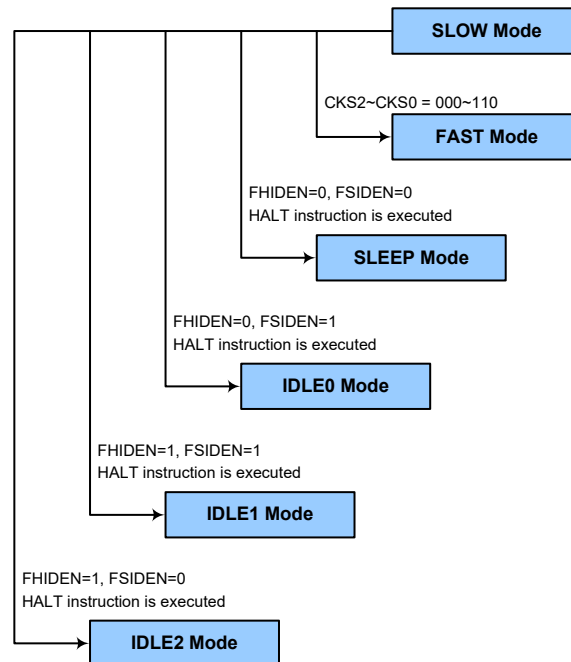 SLOW Mode
CKS2~CKS0 = 000~110
FAST Mode
FHIDEN=0, FSIDEN=0
HALT instruction is executed
SLEEP Mode
FHIDEN=0, FSIDEN=1
HALT instruction is executed
IDLE0 Mode
FHIDEN=1, FSIDEN=1
HALT instruction is executed
IDLE1 Mode
FHIDEN=1, FSIDEN=0
HALT instruction is executed
IDLE2 Mode